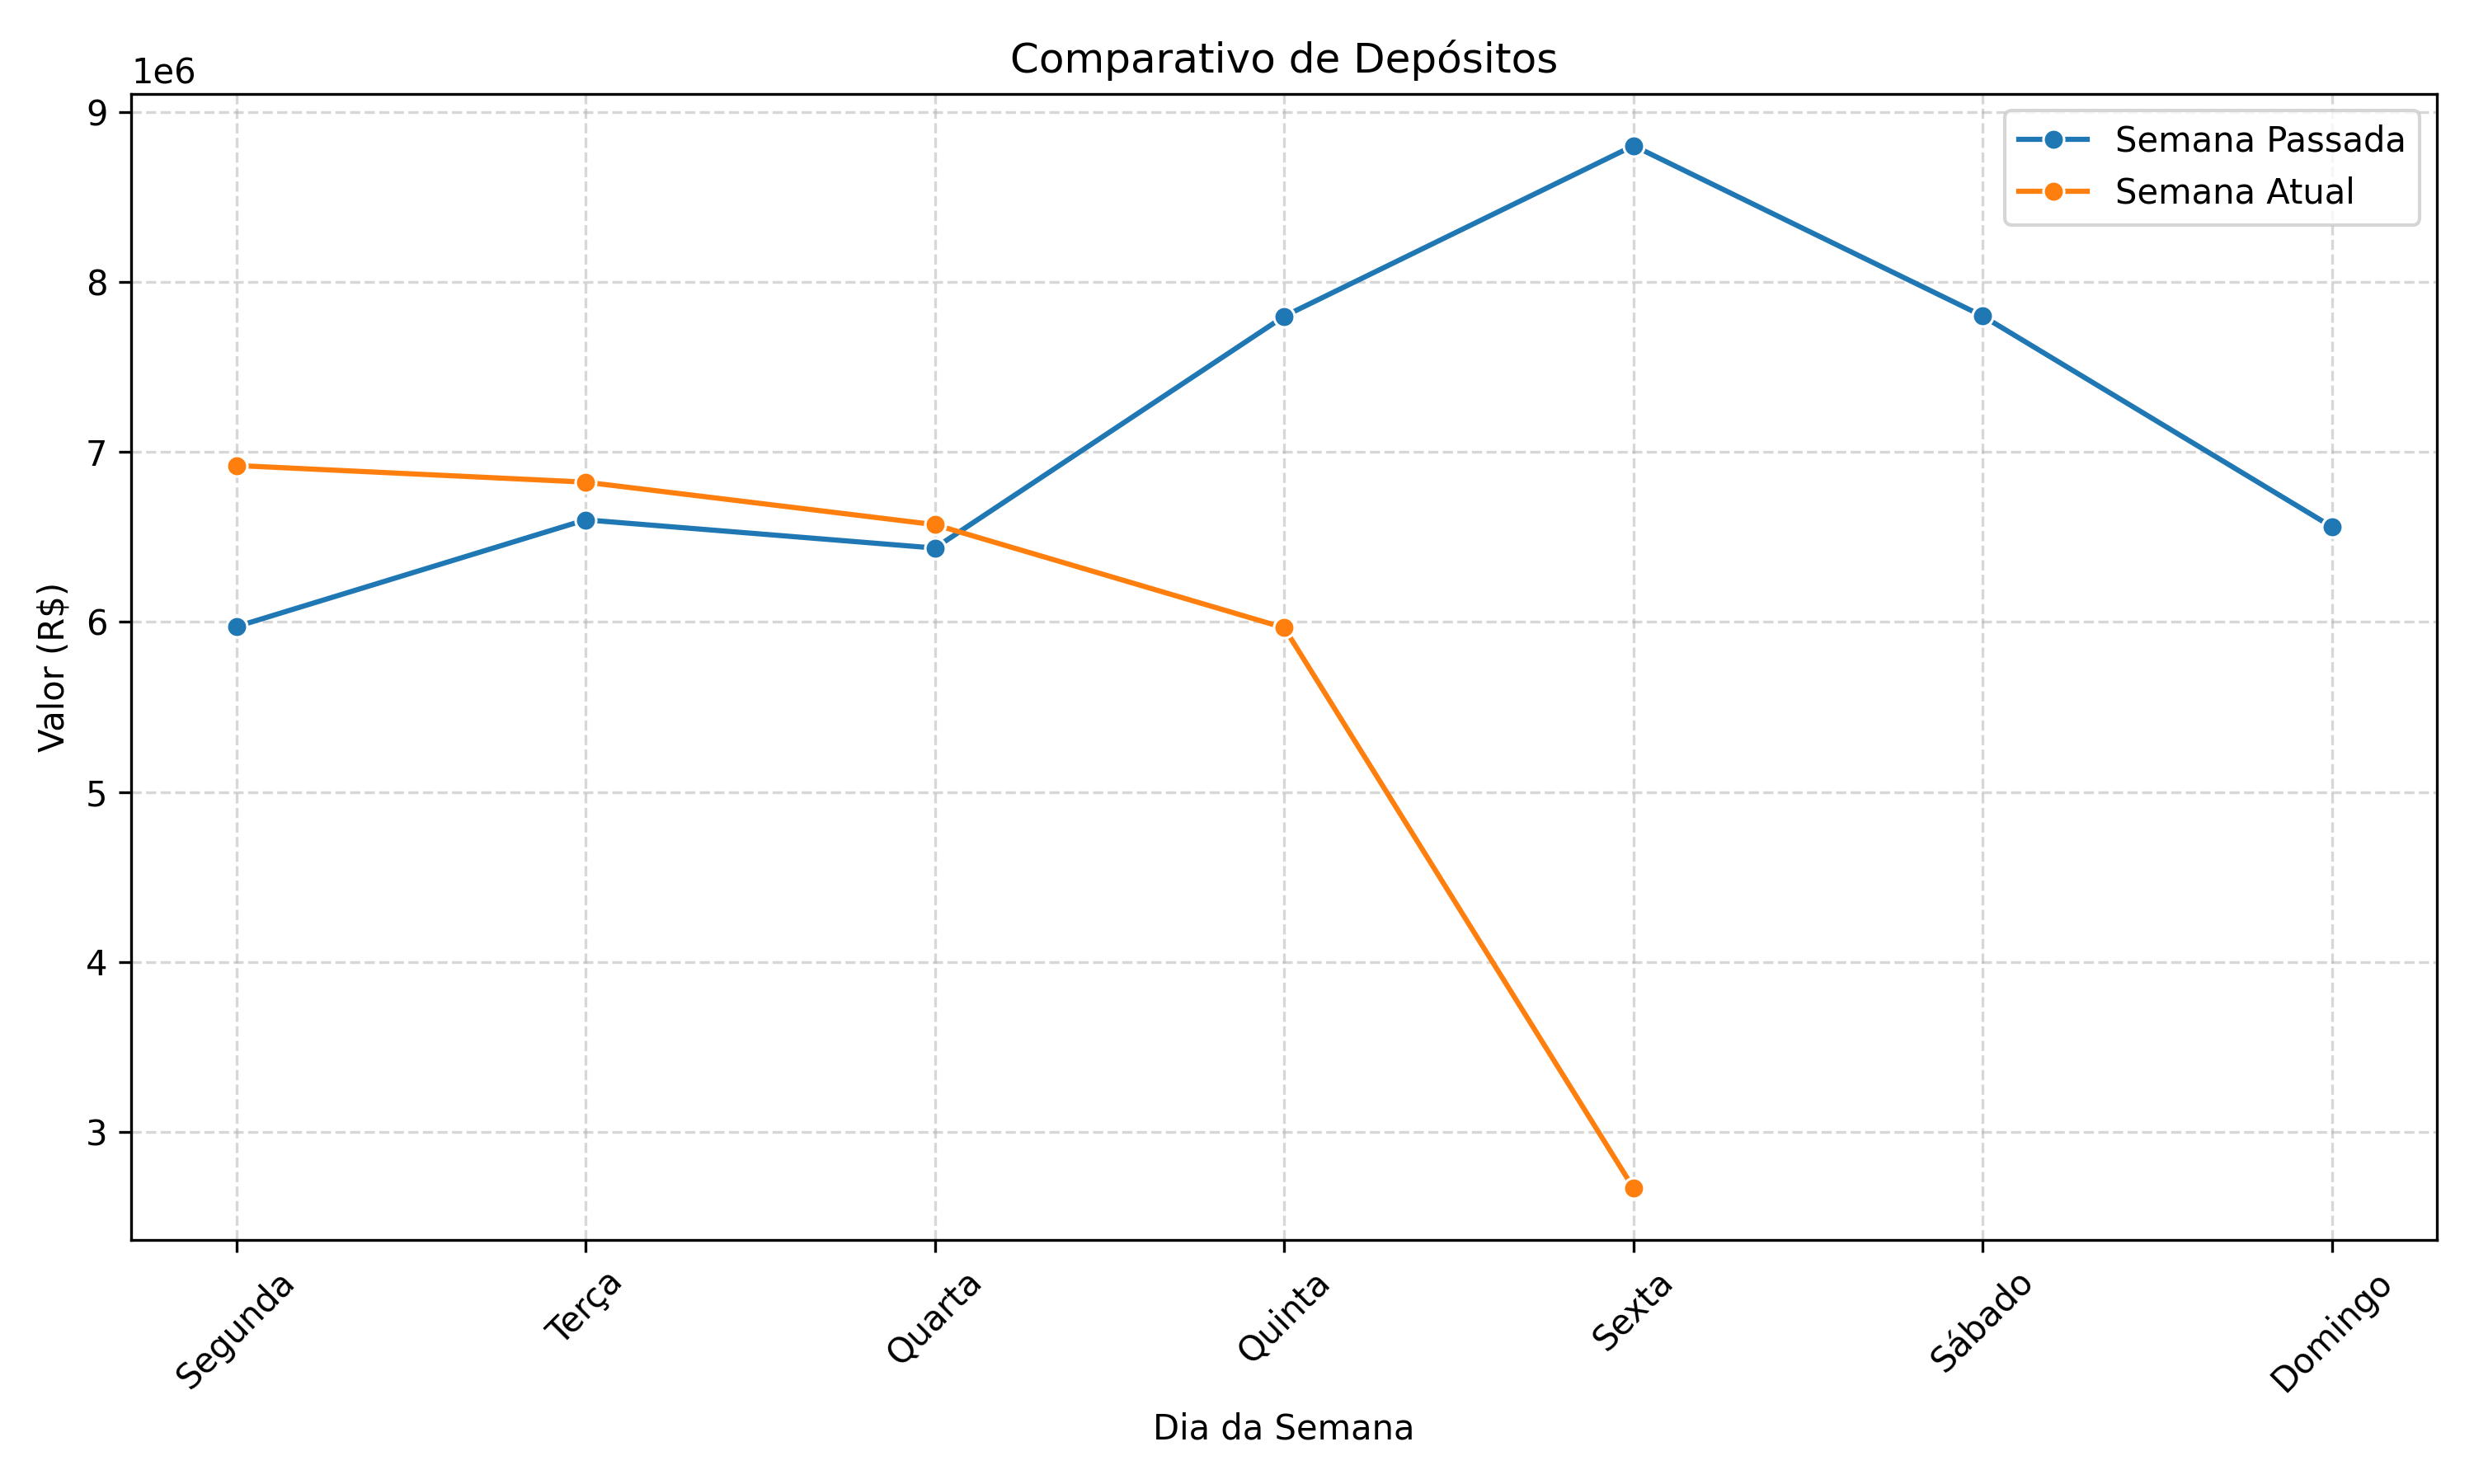 Comparativo de Depósitos
1e6
9
8
7
6
5
4
3
Valor (R$)
Semana Passada
Semana Atual
Segunda
Terça
Quarta
Quinta
Sexta
Sábado
Domingo
Dia da Semana